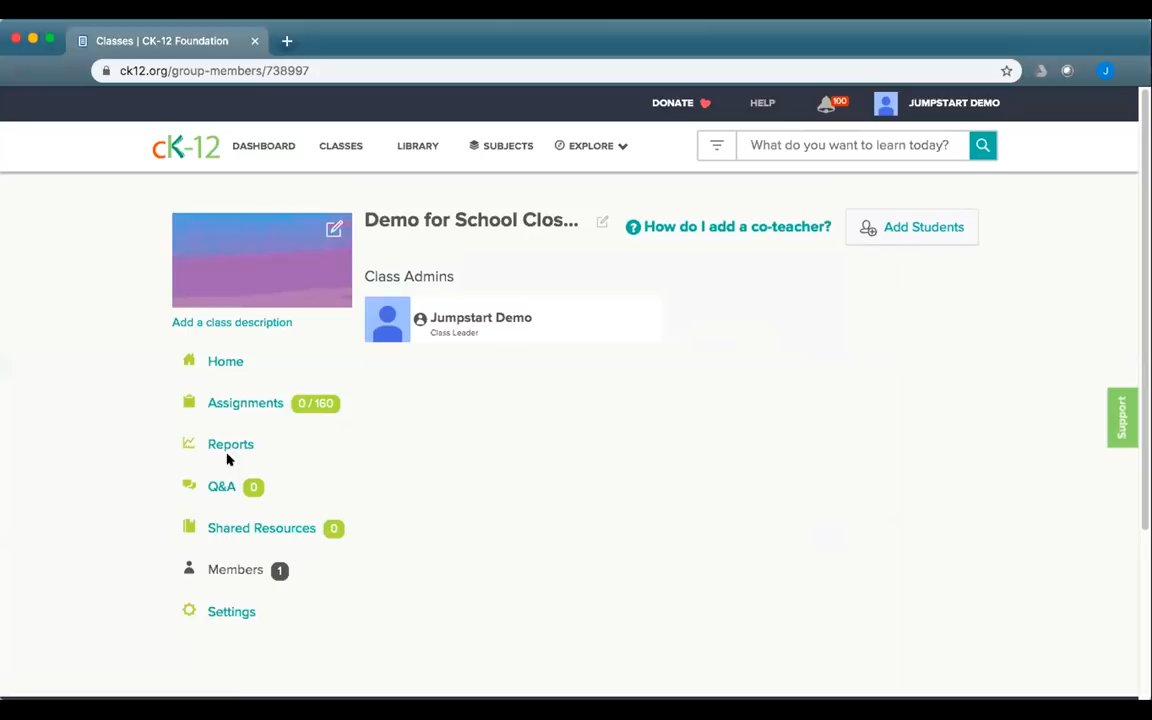 Classes | CK-12 Foundation
ck12.org/group-members/738997
J
DONATE HELP 100 JUMPSTART DEMO
cK-12 DASHBOARD CLASSES LIBRARY SUBJECTS EXPLORE What do you want to learn today?
Demo for School Clos... ? How do I add a co-teacher? Add Students
Class Admins
Jumpstart Demo
Class Leader
Add a class description
Home
Assignments 0 / 160
Reports
Q&A 0
Shared Resources 0
Members 1
Settings
Support